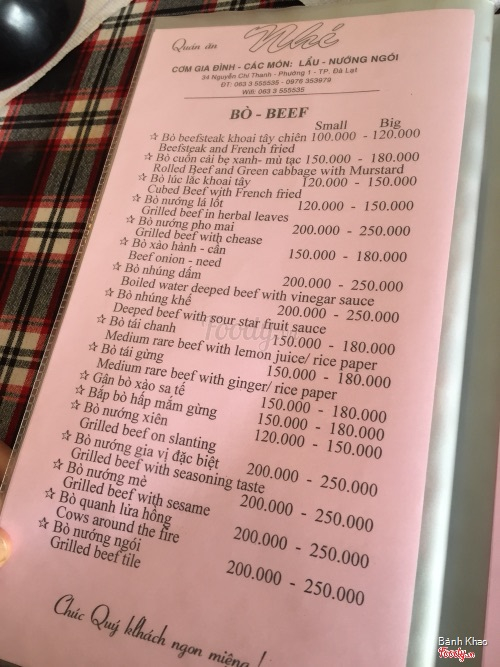 Quán ăn Nhí
CƠM GIA ĐÌNH - CÁC MÓN: LẨU - NƯỚNG NGÓI
34 Nguyễn Chí Thanh - Phường 1 - TP. Đà Lạt
ĐT: 063 3 555535 - 0976 353979
Wifi: 063 3 555535
BÒ - BEEF
Small Big
☆ Bò beefsteak khoai tây chiên 100.000 - 120.000
Beefsteak and French fried
☆ Bò cuốn cải bẹ xanh- mù tạc 150.000 - 180.000
Rolled Beef and Green cabbage with Murstard
☆ Bò lúc lắc khoai tây 120.000 - 150.000
Cubed Beef with French fried
☆ Bò nướng lá lốt 120.000 - 150.000
Grilled beef in herbal leaves
☆ Bò nướng pho mai 200.000 - 250.000
Grilled beef with chease
☆ Bò xào hành - cần 150.000 - 180.000
Beef onion - need
☆ Bò nhúng dấm 200.000 - 250.000
Boiled water deeped beef with vinegar sauce
☆ Bò nhúng khế 200.000 - 250.000
Deeped beef with sour star fruit sauce
☆ Bò tái chanh 150.000 - 180.000
Medium rare beef with lemon juice/ rice paper
☆ Bò tái gừng 150.000 - 180.000
Medium rare beef with ginger/ rice paper
☆ Gân bò xào sa tế 150.000 - 180.000
☆ Bắp bò hấp mắm gừng 150.000 - 180.000
☆ Bò nướng xiên 120.000 - 150.000
Grilled beef on slanting
☆ Bò nướng gia vị đặc biệt 200.000 - 250.000
Grilled beef with seasoning taste
☆ Bò nướng mè 200.000 - 250.000
Grilled beef with sesame
☆ Bò quanh lửa hồng 200.000 - 250.000
Cows around the fire
☆ Bò nướng ngói 200.000 - 250.000
Grilled beef tile
Chúc Quý khách ngon miệng!
foody
Bánh Khao
Foody.vn